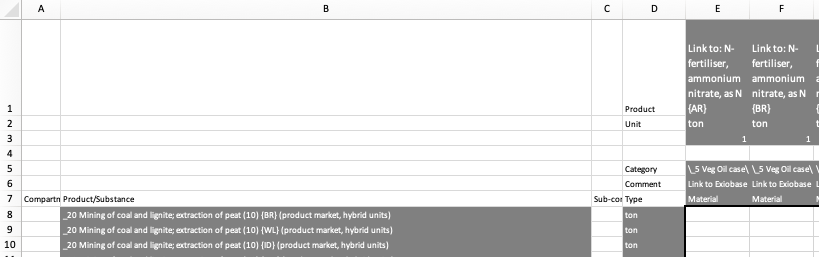 A B C D E F
Link to: N- Link to: N-
fertiliser, fertiliser,
ammonium ammonium
nitrate, as N nitrate, as N
1 Product {AR} {BR}
2 Unit ton ton
3 1 1
4
5 Category \_5 Veg Oil case\ \_5 Veg Oil case\
6 Comment Link to Exiobase Link to Exiobase
7 Compartn Product/Substance Sub-cor Type Material Material
8 _20 Mining of coal and lignite; extraction of peat (10) {BR} (product market, hybrid units) ton
9 _20 Mining of coal and lignite; extraction of peat (10) {WL} (product market, hybrid units) ton
10 _20 Mining of coal and lignite; extraction of peat (10) {ID} (product market, hybrid units) ton